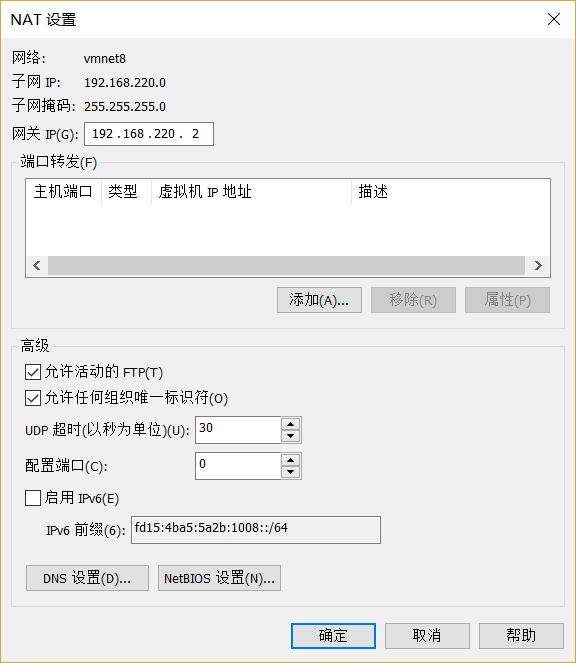 NAT 设置
网络: vmnet8
子网 IP: 192.168.220.0
子网掩码: 255.255.255.0
网关 IP(G): 192 . 168 . 220 . 2
端口转发(F)
主机端口 类型 虚拟机 IP 地址 描述
添加(A)... 移除(R) 属性(P)
高级
允许活动的 FTP(T)
允许任何组织唯一标识符(O)
UDP 超时(以秒为单位)(U): 30
配置端口(C): 0
启用 IPv6(E)
IPv6 前缀(6): fd15:4ba5:5a2b:1008::/64
DNS 设置(D)... NetBIOS 设置(N)...
确定 取消 帮助